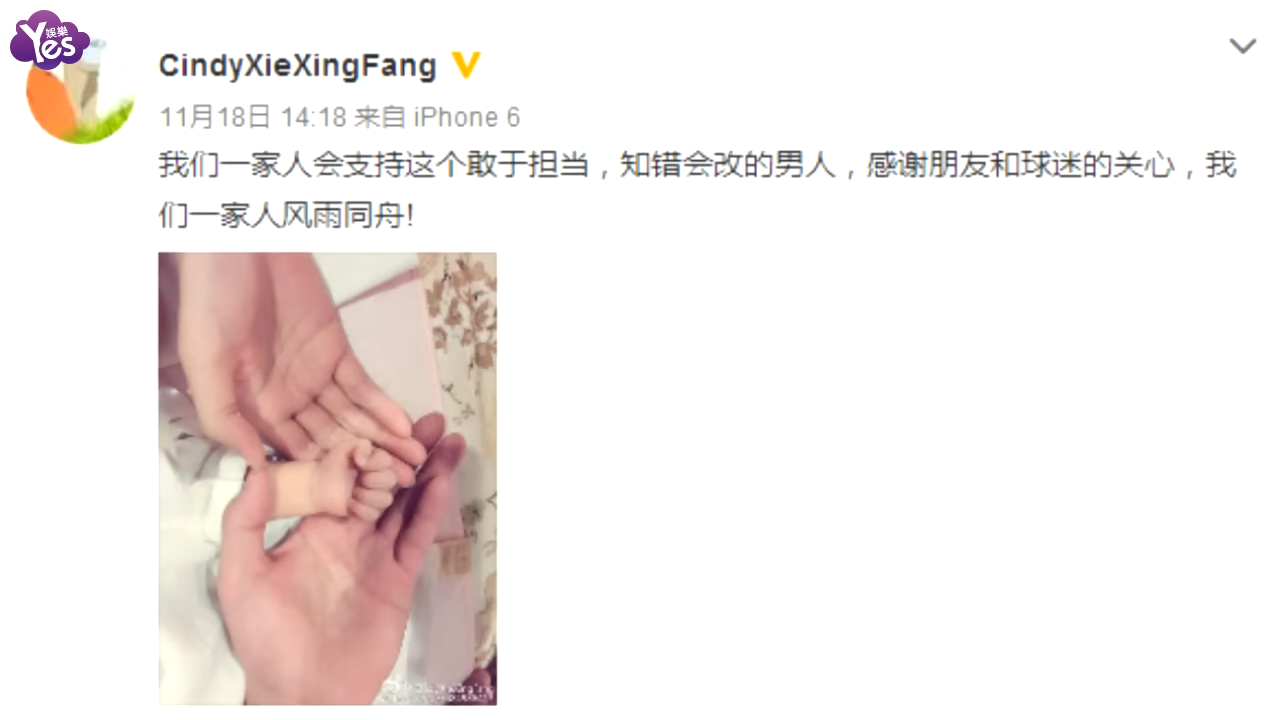 娱樂
Yes
CindyXieXingFang
11月18日 14:18 来自 iPhone 6
我们一家人会支持这个敢于担当，知错会改的男人，感谢朋友和球迷的关心，我
们一家人风雨同舟!